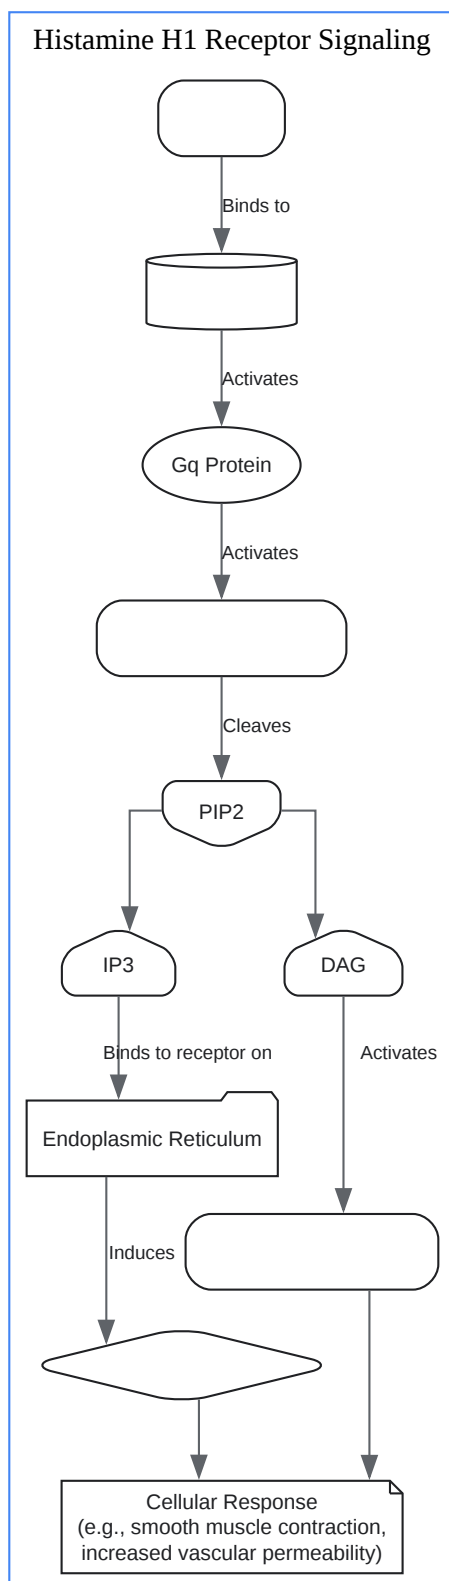 Histamine H1 Receptor Signaling
Binds to
Activates
Gq Protein
Activates
Cleaves
PIP2
IP3
DAG
Binds to receptor on
Activates
Endoplasmic Reticulum
Induces
Cellular Response
(e.g., smooth muscle contraction,
increased vascular permeability)